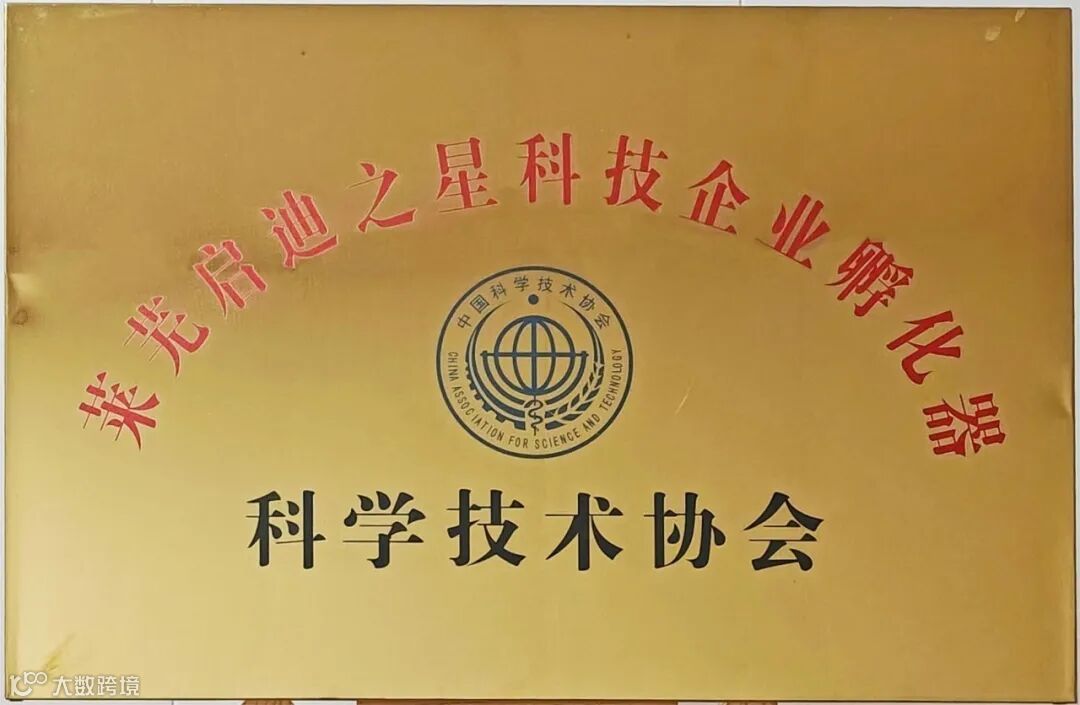 莱芜启迪之星科技企业孵化器
中国科学技术协会
CHINA ASSOCIATION FOR SCIENCE AND TECHNOLOGY
科学技术协会
大数跨境